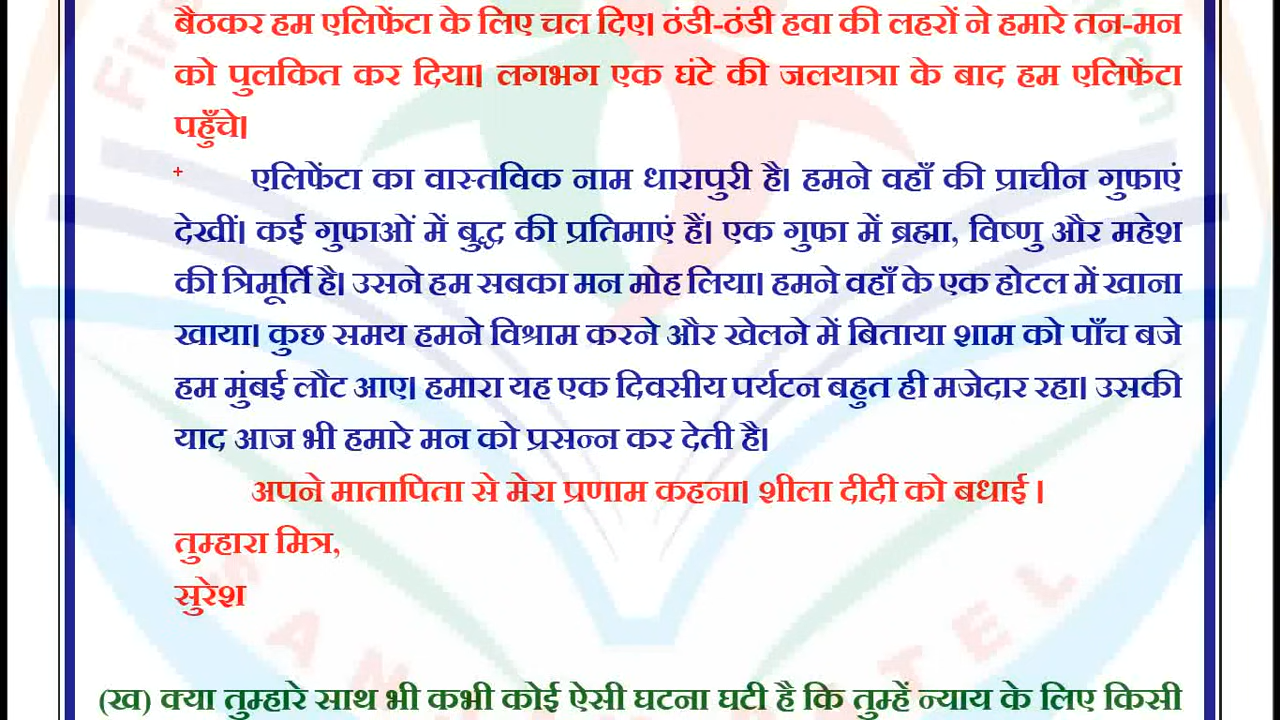 बैठकर हम एलिफेंटा के लिए चल दिए। ठंडी-ठंडी हवा की लहरों ने हमारे तन-मन
को पुलकित कर दिया। लगभग एक घंटे की जलयात्रा के बाद हम एलिफेंटा
पहुँचे।
एलिफेंटा का वास्तविक नाम धारापुरी है। हमने वहाँ की प्राचीन गुफाएं
देखीं। कई गुफाओं में बुद्ध की प्रतिमाएं हैं। एक गुफा में ब्रह्मा, विष्णु और महेश
की त्रिमूर्ति है। उसने हम सबका मन मोह लिया। हमने वहाँ के एक होटल में खाना
खाया। कुछ समय हमने विश्राम करने और खेलने में बिताया शाम को पाँच बजे
हम मुंबई लौट आए। हमारा यह एक दिवसीय पर्यटन बहुत ही मजेदार रहा। उसकी
याद आज भी हमारे मन को प्रसन्न कर देती है।
अपने मातापिता से मेरा प्रणाम कहना। शीला दीदी को बधाई ।
तुम्हारा मित्र,
सुरेश
(ख) क्या तुम्हारे साथ भी कभी कोई ऐसी घटना घटी है कि तुम्हें न्याय के लिए किसी